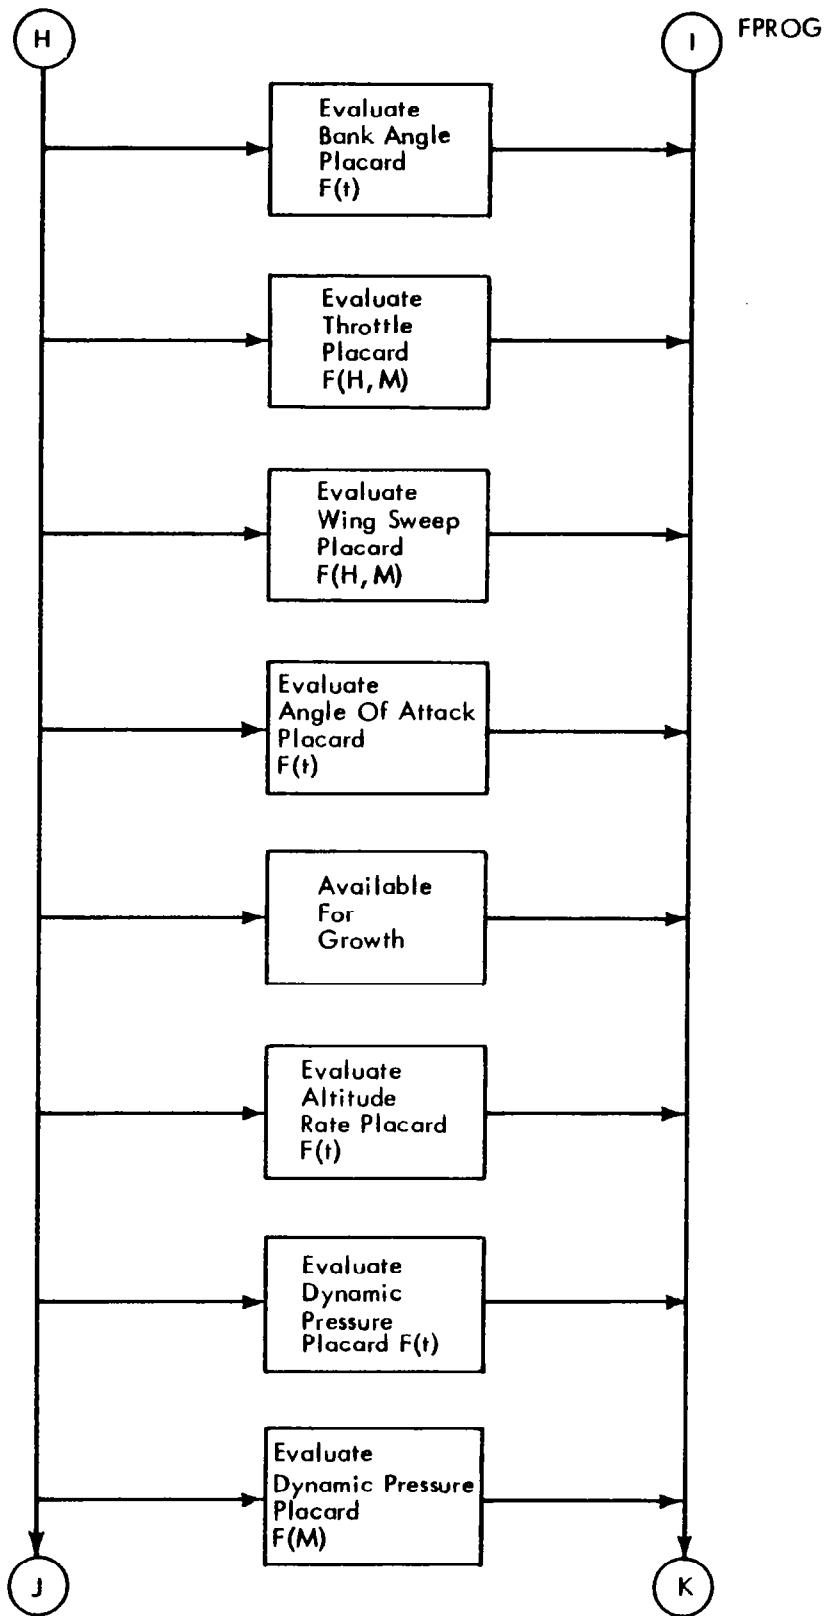 H
I
FPROG
Evaluate
Bank Angle
Placard
F(t)
Evaluate
Throttle
Placard
F(H, M)
Evaluate
Wing Sweep
Placard
F(H, M)
Evaluate
Angle Of Attack
Placard
F(t)
Available
For
Growth
Evaluate
Altitude
Rate Placard
F(t)
Evaluate
Dynamic
Pressure
Placard F(t)
Evaluate
Dynamic Pressure
Placard
F(M)
J
K